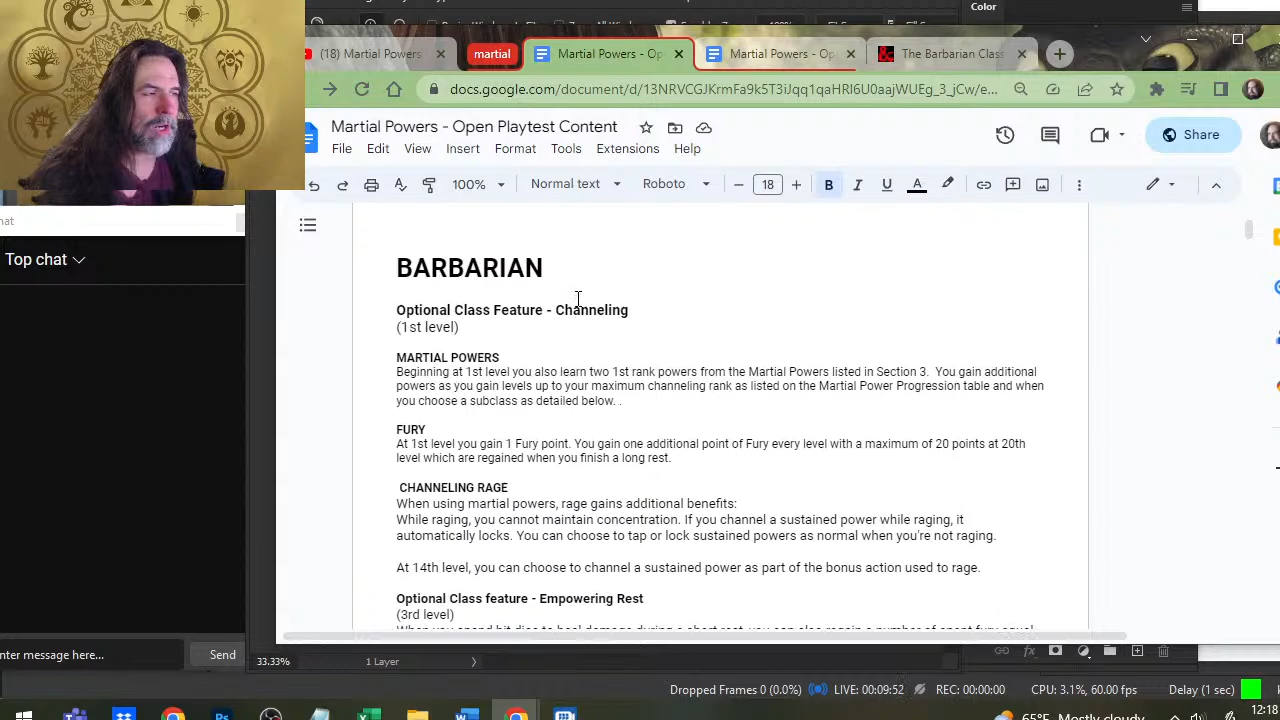 Color
(18) Martial Powers
martial
Martial Powers - Op
Martial Powers - Op
The Barbarian Class
docs.google.com/document/d/13NRVCGJKrmFa9k5T3iJqq1qaHRl6U0aajWUEg_3_jCw/e...
Martial Powers - Open Playtest Content
File Edit View Insert Format Tools Extensions Help
Share
100% Normal text Roboto 18 B I U A
Top chat
BARBARIAN
Optional Class Feature - Channeling
(1st level)
MARTIAL POWERS
Beginning at 1st level you also learn two 1st rank powers from the Martial Powers listed in Section 3. You gain additional
powers as you gain levels up to your maximum channeling rank as listed on the Martial Power Progression table and when
you choose a subclass as detailed below. .
FURY
At 1st level you gain 1 Fury point. You gain one additional point of Fury every level with a maximum of 20 points at 20th
level which are regained when you finish a long rest.
CHANNELING RAGE
When using martial powers, rage gains additional benefits:
While raging, you cannot maintain concentration. If you channel a sustained power while raging, it
automatically locks. You can choose to tap or lock sustained powers as normal when you're not raging.
At 14th level, you can choose to channel a sustained power as part of the bonus action used to rage.
Optional Class feature - Empowering Rest
(3rd level)
nter message here... Send
33.33% 1 Layer
Dropped Frames 0 (0.0%) LIVE: 00:09:52 REC: 00:00:00 CPU: 3.1%, 60.00 fps Delay (1 sec)
65°F Mostly cloudy
12:18